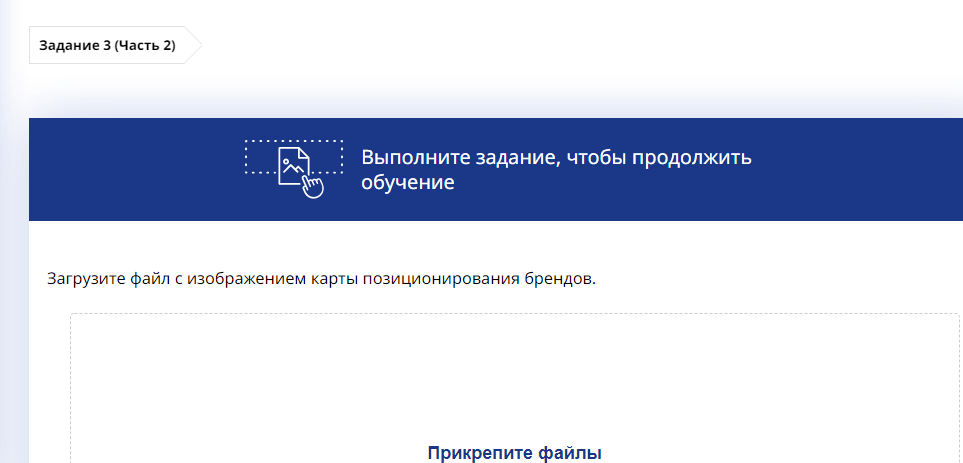 Задание 3 (Часть 2)
Выполните задание, чтобы продолжить
обучение
Загрузите файл с изображением карты позиционирования брендов.
Прикрепите файлы